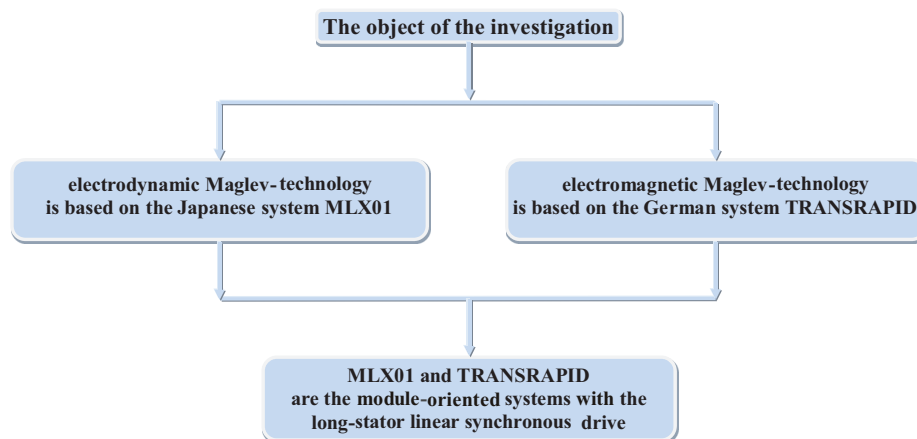 The object of the investigation
electrodynamic Maglev-technology
is based on the Japanese system MLX01
electromagnetic Maglev-technology
is based on the German system TRANSRAPID
MLX01 and TRANSRAPID
are the module-oriented systems with the
long-stator linear synchronous drive